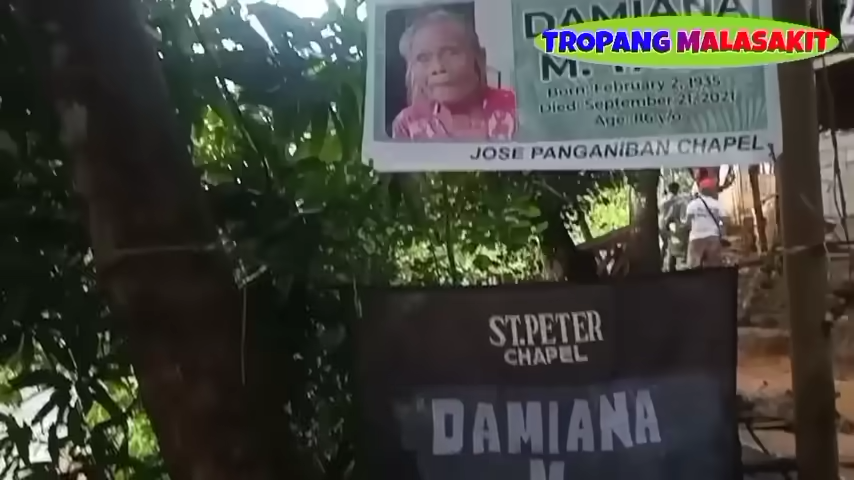 DAMIANA
TROPANG MALASAKIT
M.
Born: February 2, 1935
Died: September 21, 2021
Age: 86y/o
JOSE PANGANIBAN CHAPEL
ST. PETER
CHAPEL
DAMIANA
M